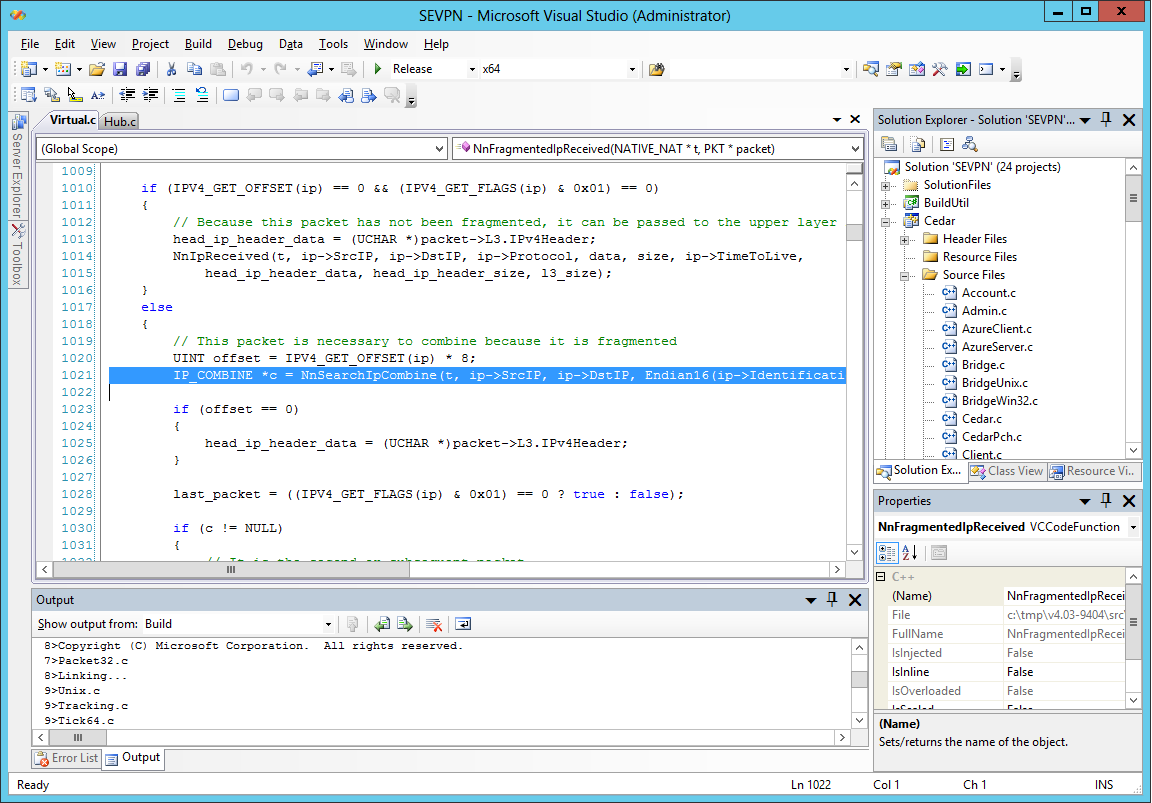 SEVPN - Microsoft Visual Studio (Administrator)
File Edit View Project Build Debug Data Tools Window Help
Release x64
Virtual.c Hub.c
Server Explorer
Toolbox
(Global Scope) NnFragmentedIpReceived(NATIVE_NAT * t, PKT * packet)
1009
1010 if (IPV4_GET_OFFSET(ip) == 0 && (IPV4_GET_FLAGS(ip) & 0x01) == 0)
1011 {
1012 // Because this packet has not been fragmented, it can be passed to the upper layer
1013 head_ip_header_data = (UCHAR *)packet->L3.IPv4Header;
1014 NnIpReceived(t, ip->SrcIP, ip->DstIP, ip->Protocol, data, size, ip->TimeToLive,
1015 head_ip_header_data, head_ip_header_size, l3_size);
1016 }
1017 else
1018 {
1019 // This packet is necessary to combine because it is fragmented
1020 UINT offset = IPV4_GET_OFFSET(ip) * 8;
1021 IP_COMBINE *c = NnSearchIpCombine(t, ip->SrcIP, ip->DstIP, Endian16(ip->Identificati
1022
1023 if (offset == 0)
1024 {
1025 head_ip_header_data = (UCHAR *)packet->L3.IPv4Header;
1026 }
1027
1028 last_packet = ((IPV4_GET_FLAGS(ip) & 0x01) == 0 ? true : false);
1029
1030 if (c != NULL)
1031 {
1032 // It is the second or subsequent packet
Output
Show output from: Build
8>Copyright (C) Microsoft Corporation.  All rights reserved.
7>Packet32.c
8>Linking...
9>Unix.c
9>Tracking.c
9>Tick64.c
Error List Output
Solution Explorer - Solution 'SEVPN'...
Solution 'SEVPN' (24 projects)
SolutionFiles
BuildUtil
Cedar
Header Files
Resource Files
Source Files
Account.c
Admin.c
AzureClient.c
AzureServer.c
Bridge.c
BridgeUnix.c
BridgeWin32.c
Cedar.c
CedarPch.c
Client.c
Solution Ex... Class View Resource Vi...
Properties
NnFragmentedIpReceived VCCodeFunction
C++
(Name) NnFragmentedIpRecei
File c:\tmp\v4.03-9404\src\
FullName NnFragmentedIpRecei
IsInjected False
IsInline False
IsOverloaded False
IsSealed False
(Name)
Sets/returns the name of the object.
Ready Ln 1022 Col 1 Ch 1 INS